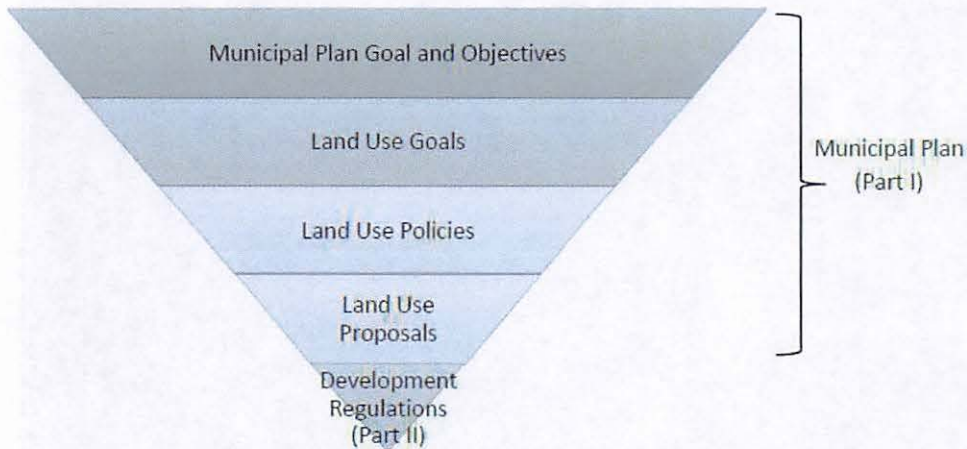 Municipal Plan Goal and Objectives
Land Use Goals
Land Use Policies
Land Use
Proposals
Development
Regulations
(Part II)
Municipal Plan
(Part I)